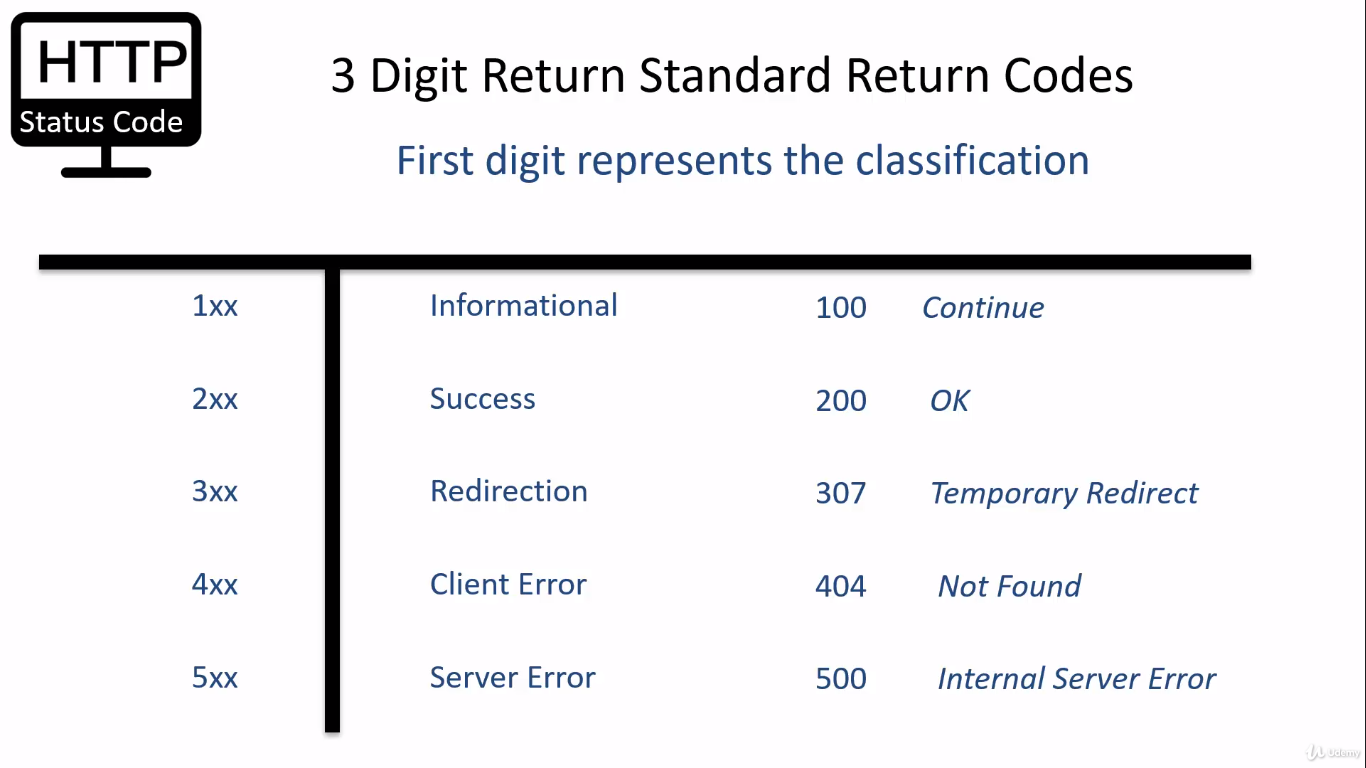 HTTP
Status Code
3 Digit Return Standard Return Codes
First digit represents the classification
1xx Informational 100 Continue
2xx Success 200 OK
3xx Redirection 307 Temporary Redirect
4xx Client Error 404 Not Found
5xx Server Error 500 Internal Server Error
Udemy